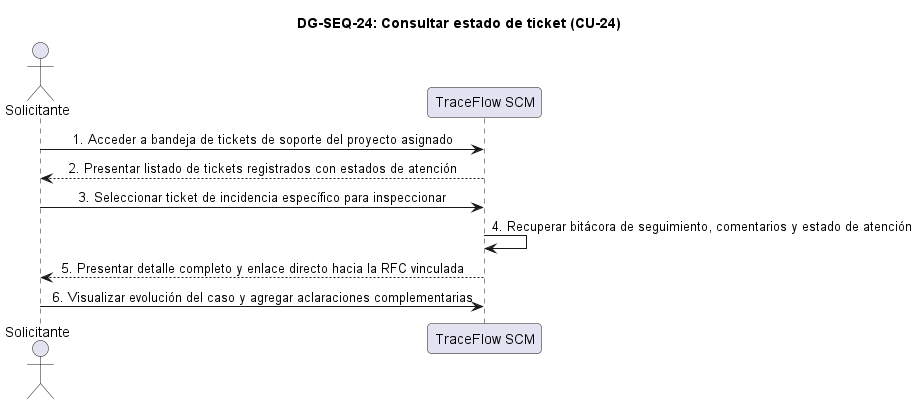 DG-SEQ-24: Consultar estado de ticket (CU-24)
Solicitante
TraceFlow SCM
1. Acceder a bandeja de tickets de soporte del proyecto asignado
2. Presentar listado de tickets registrados con estados de atención
3. Seleccionar ticket de incidencia específico para inspeccionar
4. Recuperar bitácora de seguimiento, comentarios y estado de atención
5. Presentar detalle completo y enlace directo hacia la RFC vinculada
6. Visualizar evolución del caso y agregar aclaraciones complementarias
Solicitante
TraceFlow SCM